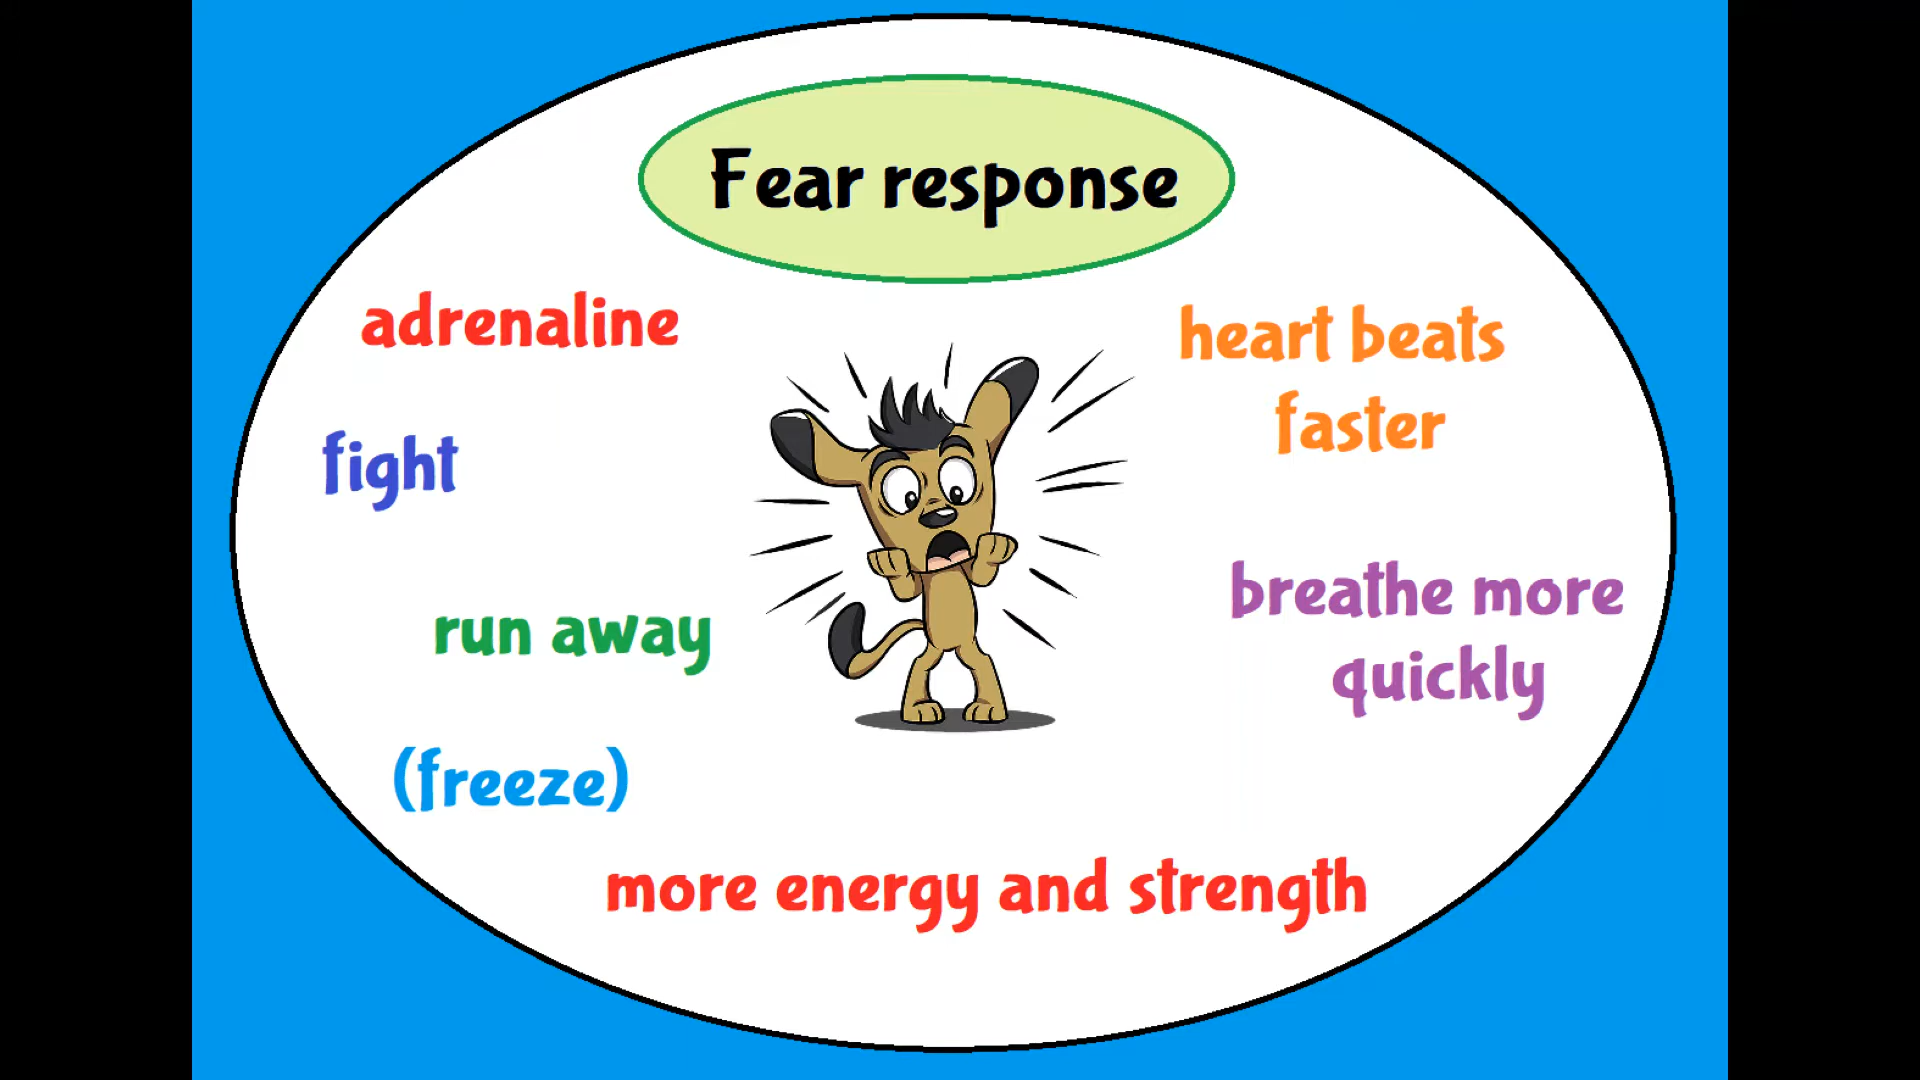 Fear response
adrenaline
heart beats
faster
fight
breathe more
quickly
run away
(freeze)
more energy and strength